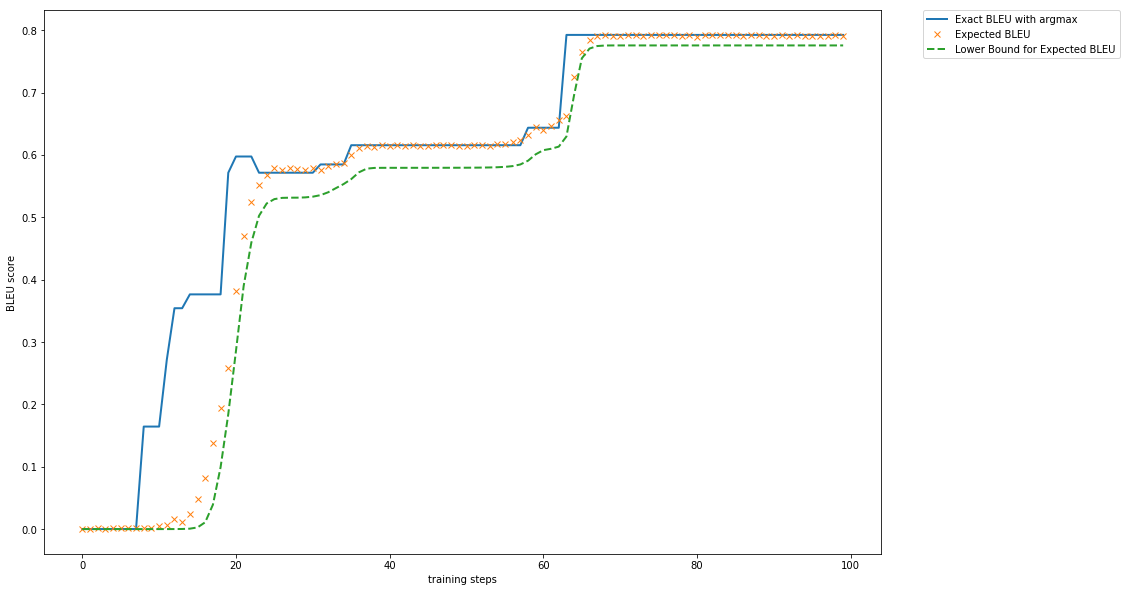 Exact BLEU with argmax
Expected BLEU
Lower Bound for Expected BLEU
BLEU score
0.8
0.7
0.6
0.5
0.4
0.3
0.2
0.1
0.0
0 20 40 60 80 100
training steps